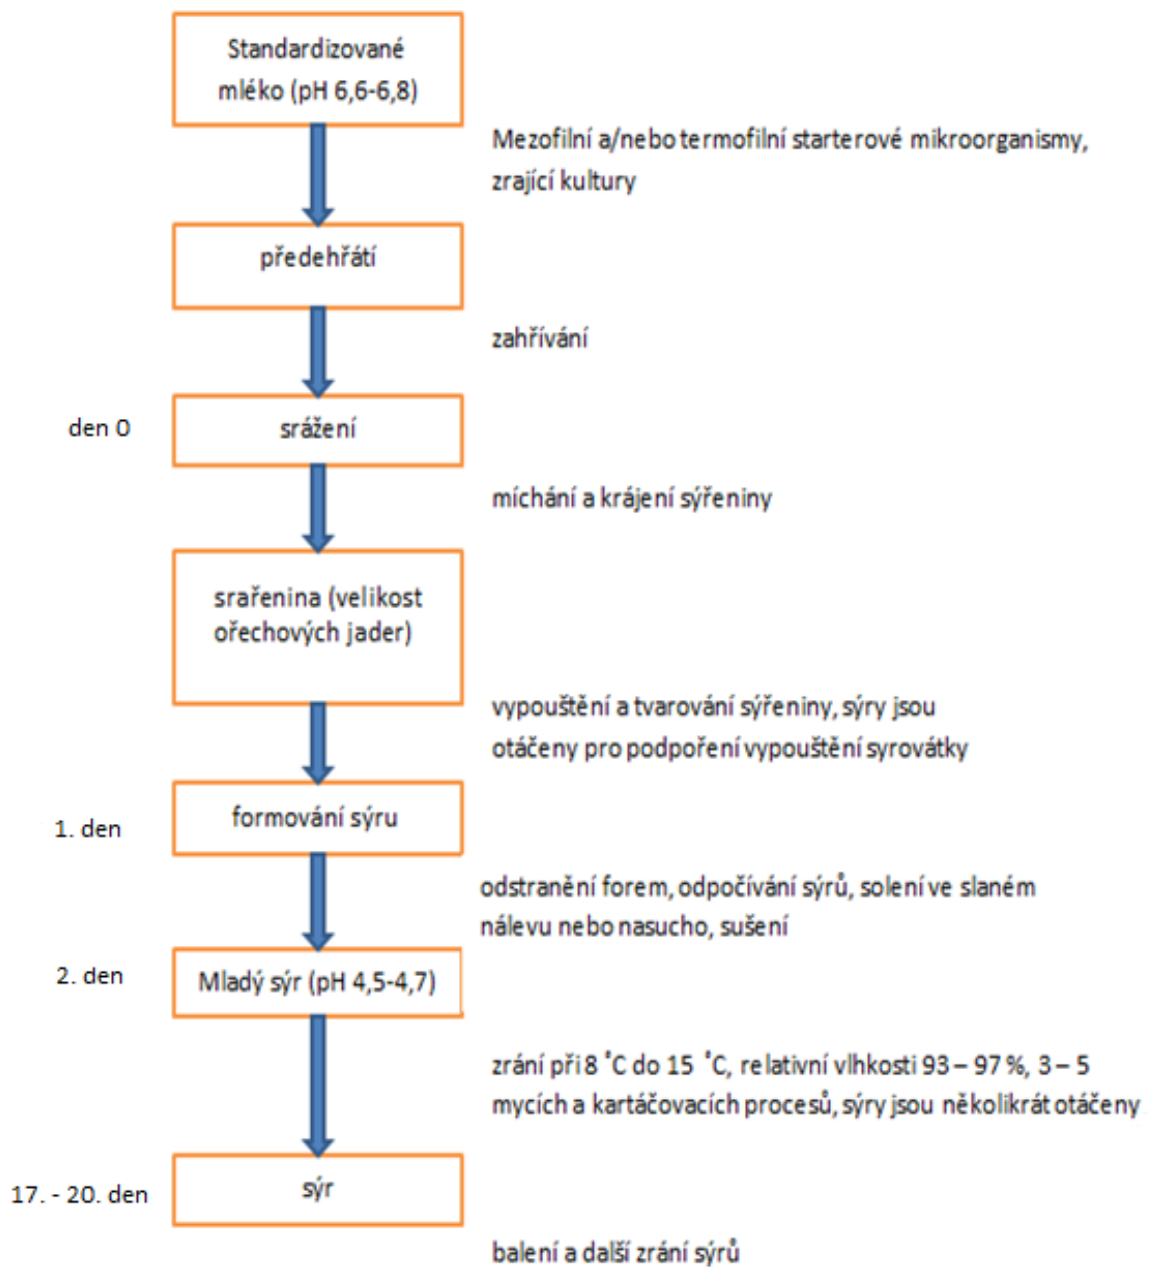 Standardizované
mléko (pH 6,6-6,8)
Mezofilní a/nebo termofilní starterové mikroorganismy,
zrající kultury
předehřátí
zahřívání
den 0
srážení
míchání a krájení sýřeniny
srařenina (velikost
ořechových jader)
vypouštění a tvarování sýřeniny, sýry jsou
otáčeny pro podpoření vypouštění syrovátky
1. den
formování sýru
odstranění forem, odpočívání sýrů, solení ve slaném
nálevu nebo nasucho, sušení
2. den
Mladý sýr (pH 4,5-4,7)
zrání při 8 ˚C do 15 ˚C, relativní vlhkosti 93 – 97 %, 3 – 5
mycích a kartáčovacích procesů, sýry jsou několikrát otáčeny
17. - 20. den
sýr
balení a další zrání sýrů